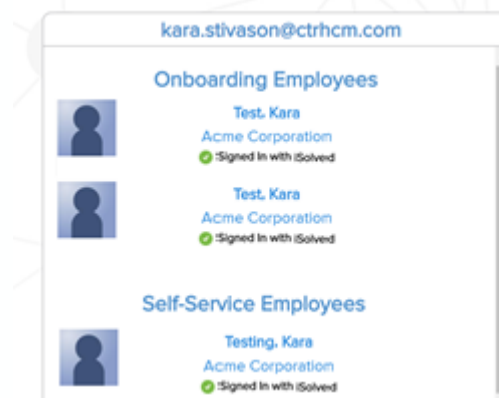 kara.stivason@ctrhcm.com
Onboarding Employees
Test, Kara
Acme Corporation
Signed In with iSolved
Test, Kara
Acme Corporation
Signed In with iSolved
Self-Service Employees
Testing, Kara
Acme Corporation
Signed In with iSolved